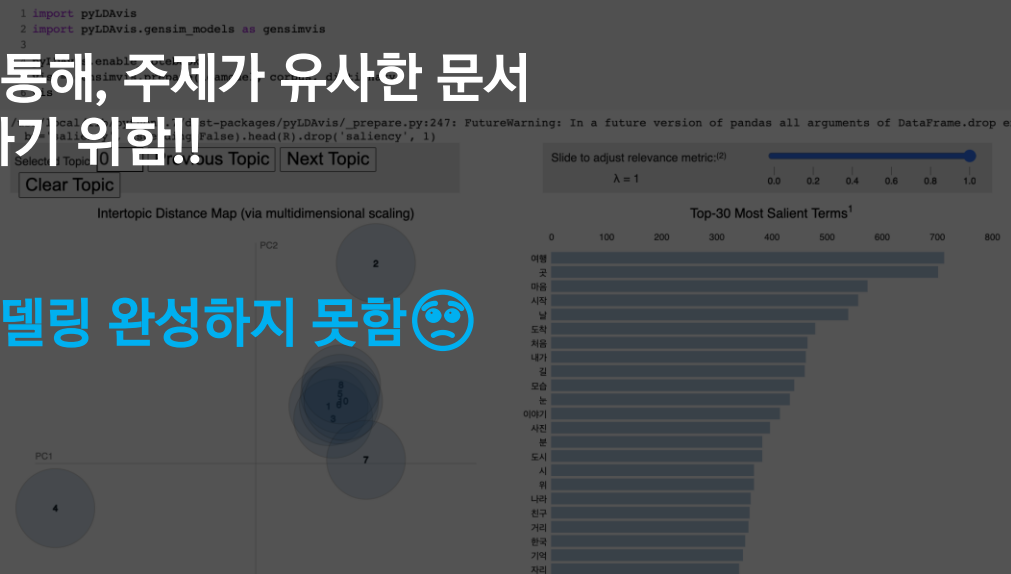 1 import pyLDAvis
2 import pyLDAvis.gensim_models as gensimvis
3
통해, 주제가 유사한 문서
-packages/pyLDAvis/_prepare.py:247: FutureWarning: In a future version of pandas all arguments of DataFrame.drop
하기 위함!!
False).head(R).drop('saliency', 1)
Selected Topic: 0 Previous Topic Next Topic
Clear Topic
Slide to adjust relevance metric:(2)
λ = 1
0.0 0.2 0.4 0.6 0.8 1.0
Intertopic Distance Map (via multidimensional scaling)
PC2
PC1
2
1
3
7
4
델링 완성하지 못함
Top-30 Most Salient Terms1
0 100 200 300 400 500 600 700 800
여행
곳
마음
시작
날
도착
처음
내가
길
모습
눈
이야기
사진
분
도시
시
위
나라
친구
거리
한국
기억
자리